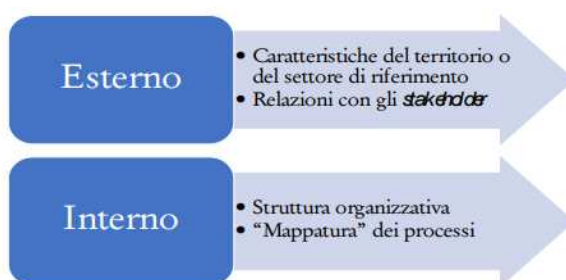 Esterno
• Caratteristiche del territorio o
del settore di riferimento
• Relazioni con gli stakeholder
Interno
• Struttura organizzativa
• “Mappatura” dei processi